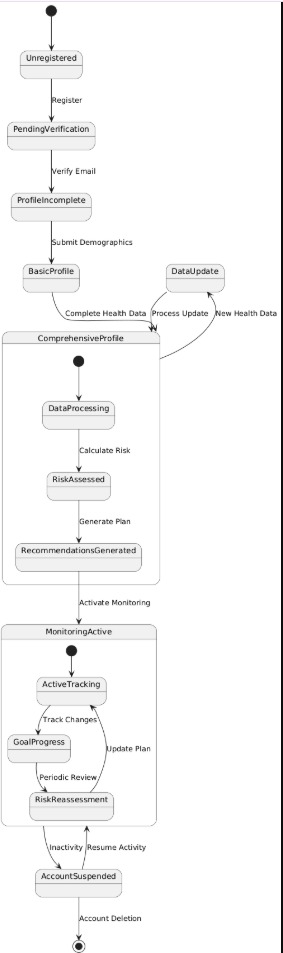 Unregistered
Register
PendingVerification
Verify Email
ProfileIncomplete
Submit Demographics
BasicProfile
DataUpdate
Complete Health Data
Process Update
New Health Data
ComprehensiveProfile
DataProcessing
Calculate Risk
RiskAssessed
Generate Plan
RecommendationsGenerated
Activate Monitoring
MonitoringActive
ActiveTracking
Track Changes
GoalProgress
Update Plan
Periodic Review
RiskReassessment
Inactivity
Resume Activity
AccountSuspended
Account Deletion